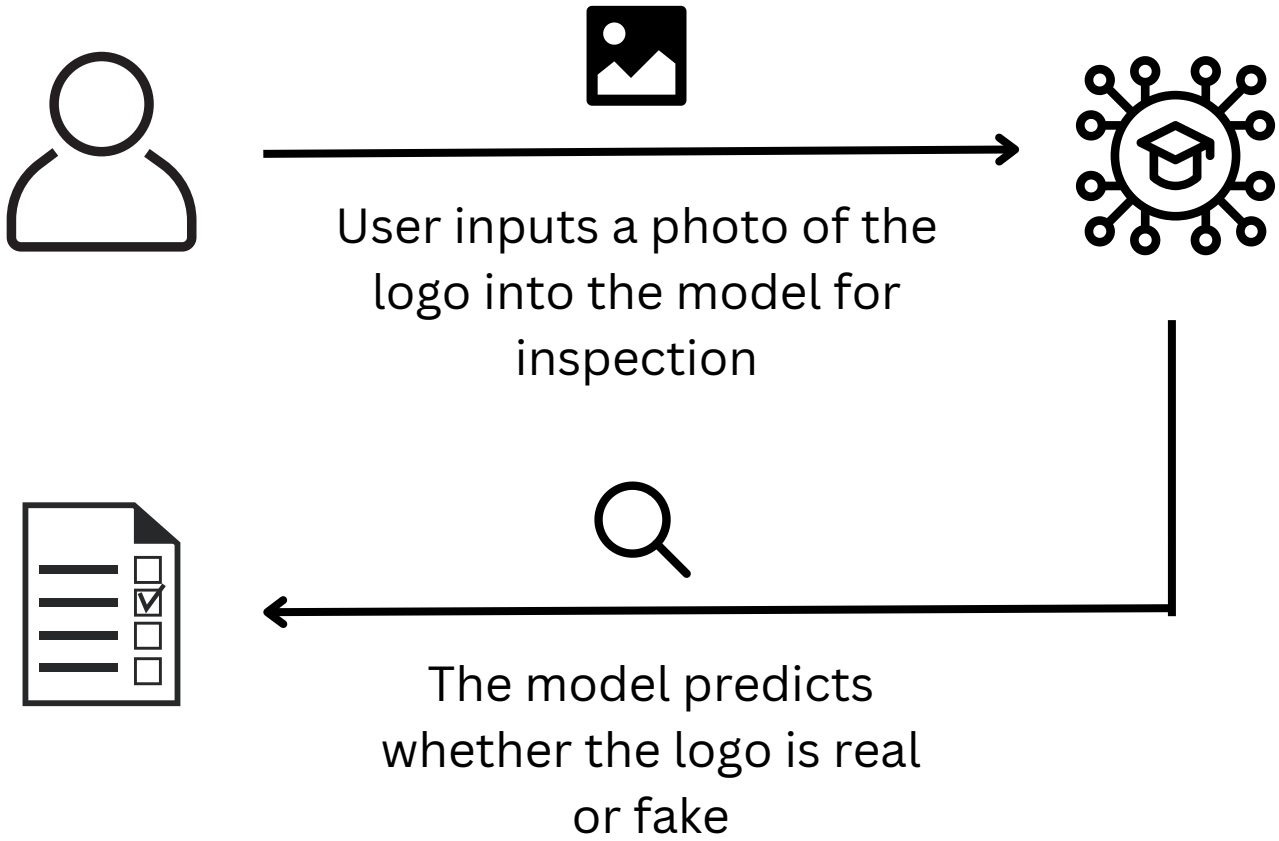 User inputs a photo of the
logo into the model for
inspection
The model predicts
whether the logo is real
or fake